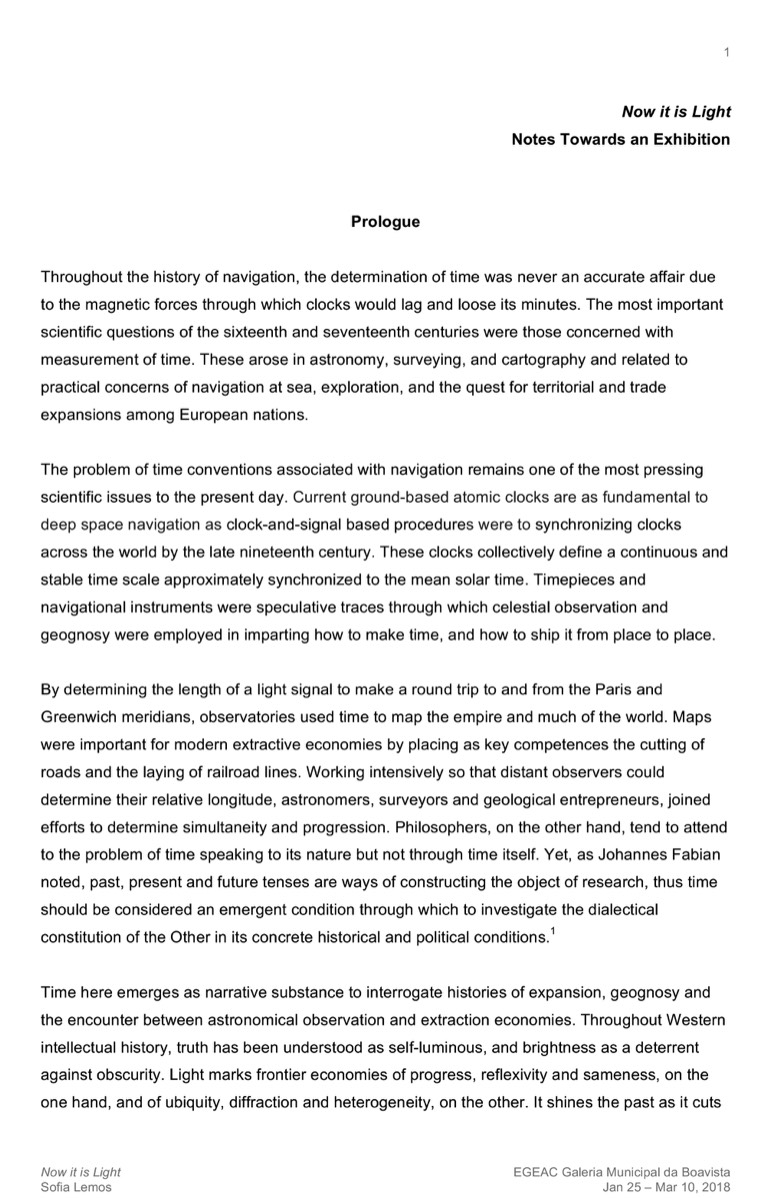 1
Now it is Light
Notes Towards an Exhibition
Prologue
Throughout the history of navigation, the determination of time was never an accurate affair due
to the magnetic forces through which clocks would lag and loose its minutes. The most important
scientific questions of the sixteenth and seventeenth centuries were those concerned with
measurement of time. These arose in astronomy, surveying, and cartography and related to
practical concerns of navigation at sea, exploration, and the quest for territorial and trade
expansions among European nations.
The problem of time conventions associated with navigation remains one of the most pressing
scientific issues to the present day. Current ground-based atomic clocks are as fundamental to
deep space navigation as clock-and-signal based procedures were to synchronizing clocks
across the world by the late nineteenth century. These clocks collectively define a continuous and
stable time scale approximately synchronized to the mean solar time. Timepieces and
navigational instruments were speculative traces through which celestial observation and
geognosy were employed in imparting how to make time, and how to ship it from place to place.
By determining the length of a light signal to make a round trip to and from the Paris and
Greenwich meridians, observatories used time to map the empire and much of the world. Maps
were important for modern extractive economies by placing as key competences the cutting of
roads and the laying of railroad lines. Working intensively so that distant observers could
determine their relative longitude, astronomers, surveyors and geological entrepreneurs, joined
efforts to determine simultaneity and progression. Philosophers, on the other hand, tend to attend
to the problem of time speaking to its nature but not through time itself. Yet, as Johannes Fabian
noted, past, present and future tenses are ways of constructing the object of research, thus time
should be considered an emergent condition through which to investigate the dialectical
constitution of the Other in its concrete historical and political conditions.1
Time here emerges as narrative substance to interrogate histories of expansion, geognosy and
the encounter between astronomical observation and extraction economies. Throughout Western
intellectual history, truth has been understood as self-luminous, and brightness as a deterrent
against obscurity. Light marks frontier economies of progress, reflexivity and sameness, on the
one hand, and of ubiquity, diffraction and heterogeneity, on the other. It shines the past as it cuts
Now it is Light
Sofia Lemos
EGEAC Galeria Municipal da Boavista
Jan 25 – Mar 10, 2018